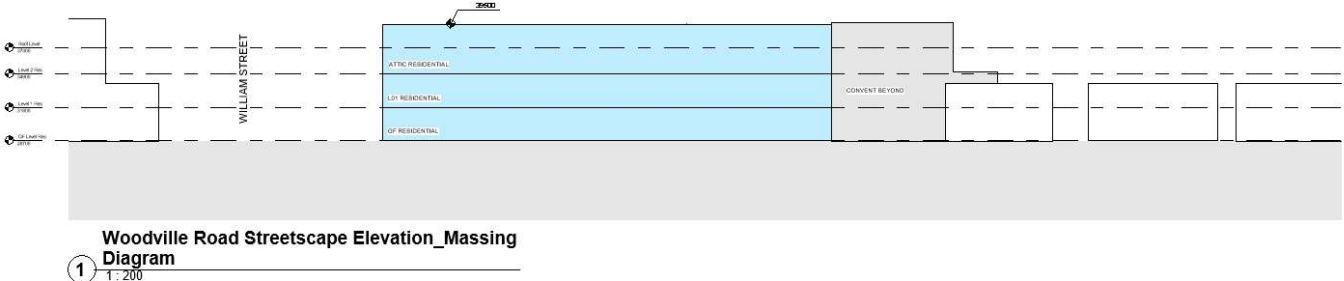 39600
Roof Level
WILLIAM STREET
ATTIC RESIDENTIAL
Level 2 Res
L01 RESIDENTIAL
CONVENT BEYOND
Level 1 Res
GF RESIDENTIAL
GF Level Res
Woodville Road Streetscape Elevation_Massing
Diagram
1
1 : 200